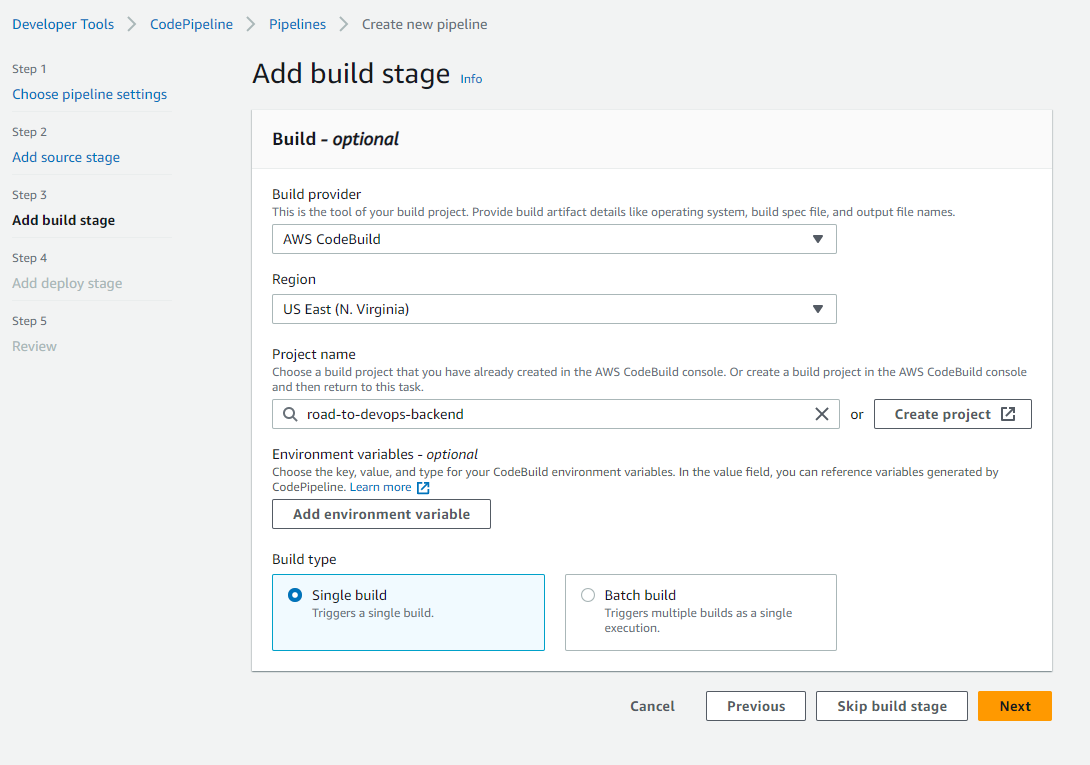 Developer Tools > CodePipeline > Pipelines > Create new pipeline
Step 1
Choose pipeline settings
Step 2
Add source stage
Step 3
Add build stage
Step 4
Add deploy stage
Step 5
Review
Add build stage Info
Build - optional
Build provider
This is the tool of your build project. Provide build artifact details like operating system, build spec file, and output file names.
AWS CodeBuild
Region
US East (N. Virginia)
Project name
Choose a build project that you have already created in the AWS CodeBuild console. Or create a build project in the AWS CodeBuild console
and then return to this task.
road-to-devops-backend
or
Create project
Environment variables - optional
Choose the key, value, and type for your CodeBuild environment variables. In the value field, you can reference variables generated by
CodePipeline. Learn more
Add environment variable
Build type
Single build
Triggers a single build.
Batch build
Triggers multiple builds as a single
execution.
Cancel
Previous
Skip build stage
Next